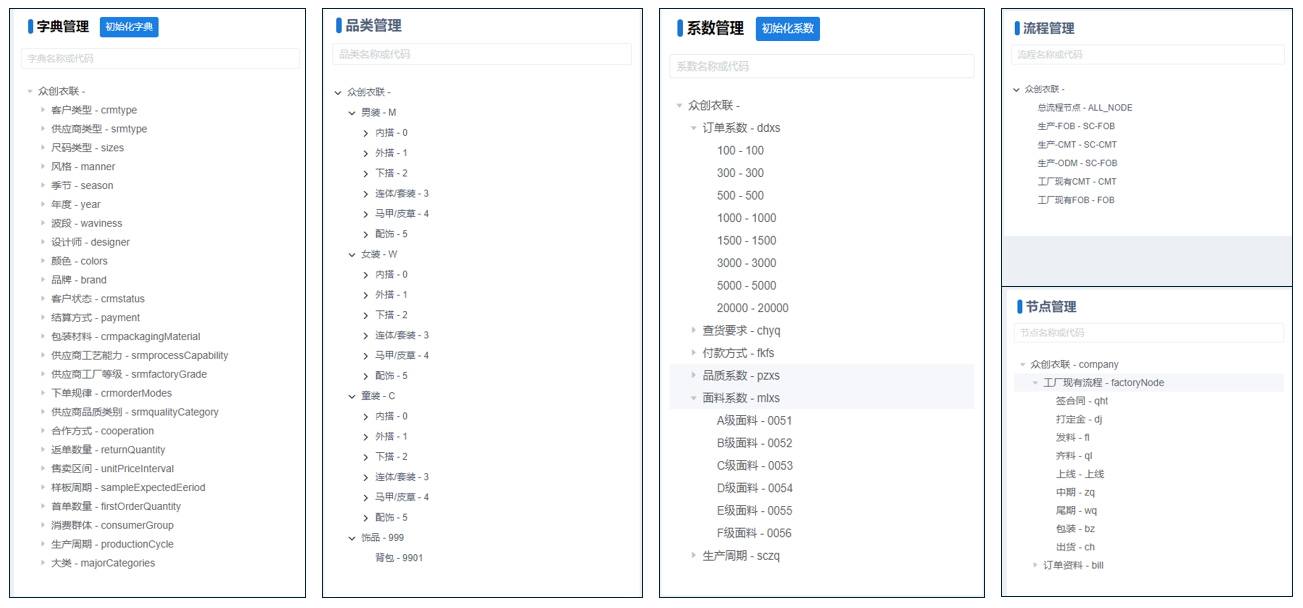 字典管理 初始化字典
字典名称或代码
众创衣联 -
客户类型 - crmtype
供应商类型 - srmtype
尺码类型 - sizes
风格 - manner
季节 - season
年度 - year
波段 - waviness
设计师 - designer
颜色 - colors
品牌 - brand
客户状态 - crmstatus
结算方式 - payment
包装材料 - crmpackagingMaterial
供应商工艺能力 - srmprocessCapability
供应商工厂等级 - srmfactoryGrade
下单规律 - crmorderModes
供应商品质类别 - srmqualityCategory
合作方式 - cooperation
返单数量 - returnQuantity
售卖区间 - unitPriceInterval
样板周期 - sampleExpectedEeriod
首单数量 - firstOrderQuantity
消费群体 - consumerGroup
生产周期 - productionCycle
大类 - majorCategories
品类管理
品类名称或代码
众创衣联 -
男装 - M
内搭 - 0
外搭 - 1
下搭 - 2
连体/套装 - 3
马甲/皮草 - 4
配饰 - 5
女装 - W
内搭 - 0
外搭 - 1
下搭 - 2
连体/套装 - 3
马甲/皮草 - 4
配饰 - 5
童装 - C
内搭 - 0
外搭 - 1
下搭 - 2
连体/套装 - 3
马甲/皮草 - 4
配饰 - 5
饰品 - 999
背包 - 9901
系数管理 初始化系数
系数名称或代码
众创衣联 -
订单系数 - ddxs
100 - 100
300 - 300
500 - 500
1000 - 1000
1500 - 1500
3000 - 3000
5000 - 5000
20000 - 20000
查货要求 - chyq
付款方式 - fkfs
品质系数 - pzxs
面料系数 - mlxs
A级面料 - 0051
B级面料 - 0052
C级面料 - 0053
D级面料 - 0054
E级面料 - 0055
F级面料 - 0056
生产周期 - sczq
流程管理
流程名称或代码
众创衣联 -
总流程节点 - ALL_NODE
生产-FOB - SC-FOB
生产-CMT - SC-CMT
生产-ODM - SC-FOB
工厂现有CMT - CMT
工厂现有FOB - FOB
节点管理
节点名称或代码
众创衣联 - company
工厂现有流程 - factoryNode
签合同 - qht
打定金 - dj
发料 - fl
齐料 - ql
上线 - 上线
中期 - zq
尾期 - wq
包装 - bz
出货 - ch
订单资料 - bill